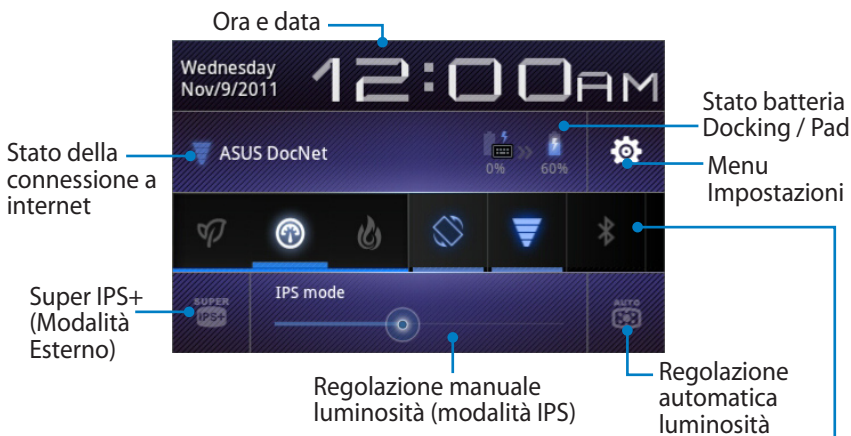 Ora e data
Wednesday
Nov/9/2011
12:00AM
Stato batteria
Docking / Pad
Stato della
connessione a
internet
ASUS DocNet
0%
60%
Menu
Impostazioni
Super IPS+
(Modalità
Esterno)
SUPER
IPS+
IPS mode
AUTO
Regolazione manuale
luminosità (modalità IPS)
Regolazione
automatica
luminosità